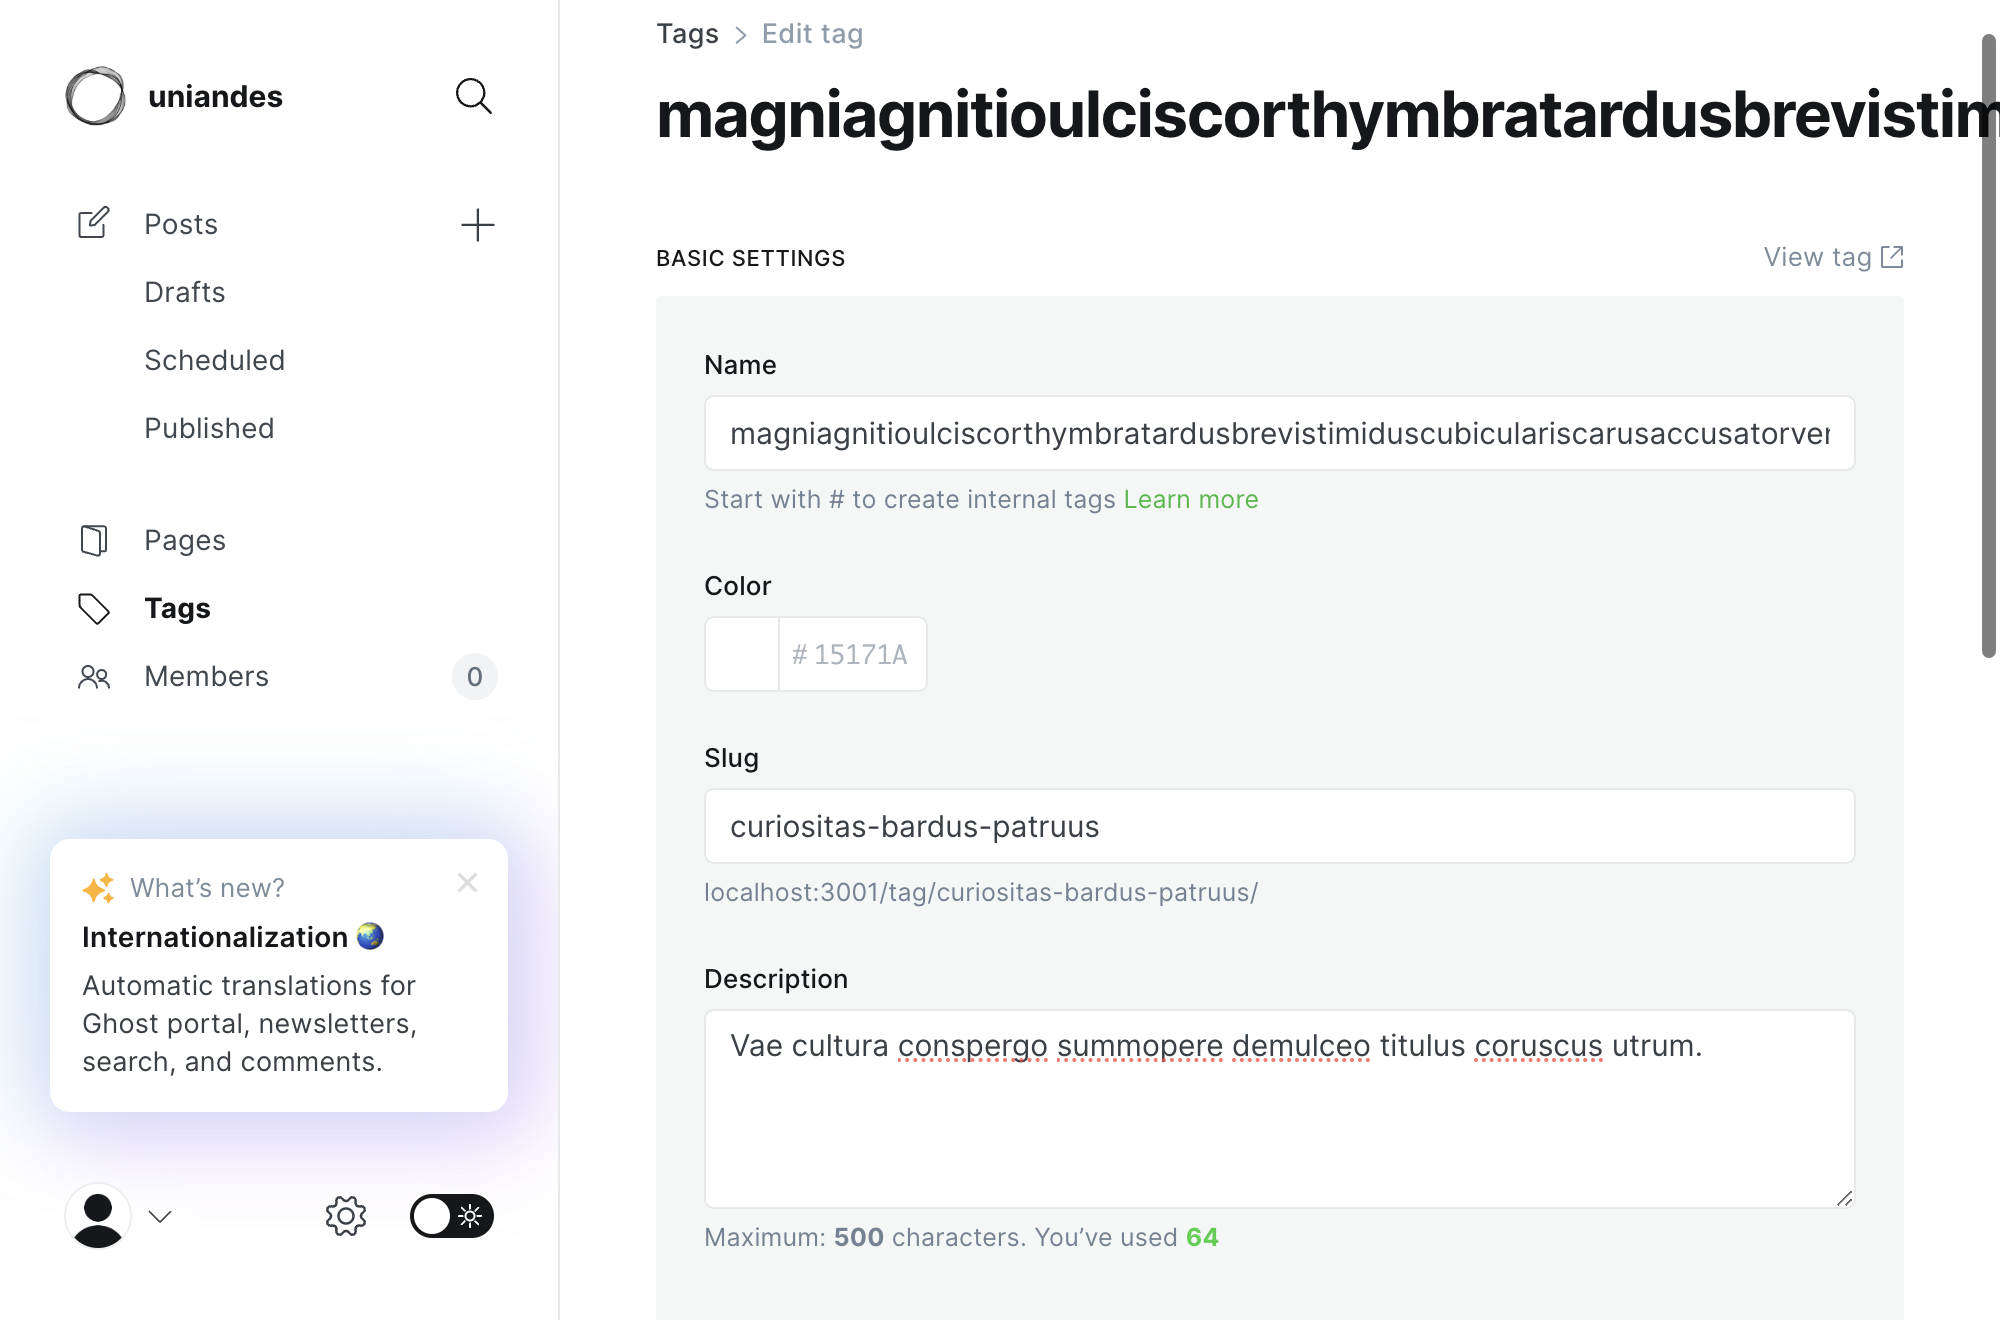 uniandes
Posts
Drafts
Scheduled
Published
Pages
Tags
Members
0
What’s new?
Internationalization
Automatic translations for
Ghost portal, newsletters,
search, and comments.
Tags > Edit tag
magniagnitioulciscorthymbratardusbrevistim
BASIC SETTINGS
View tag
Name
magniagnitioulciscorthymbratardusbrevistimiduscubiculariscarusaccusatorver
Start with # to create internal tags Learn more
Color
# 15171A
Slug
curiositas-bardus-patruus
localhost:3001/tag/curiositas-bardus-patruus/
Description
Vae cultura conspergo summopere demulceo titulus coruscus utrum.
Maximum: 500 characters. You’ve used 64